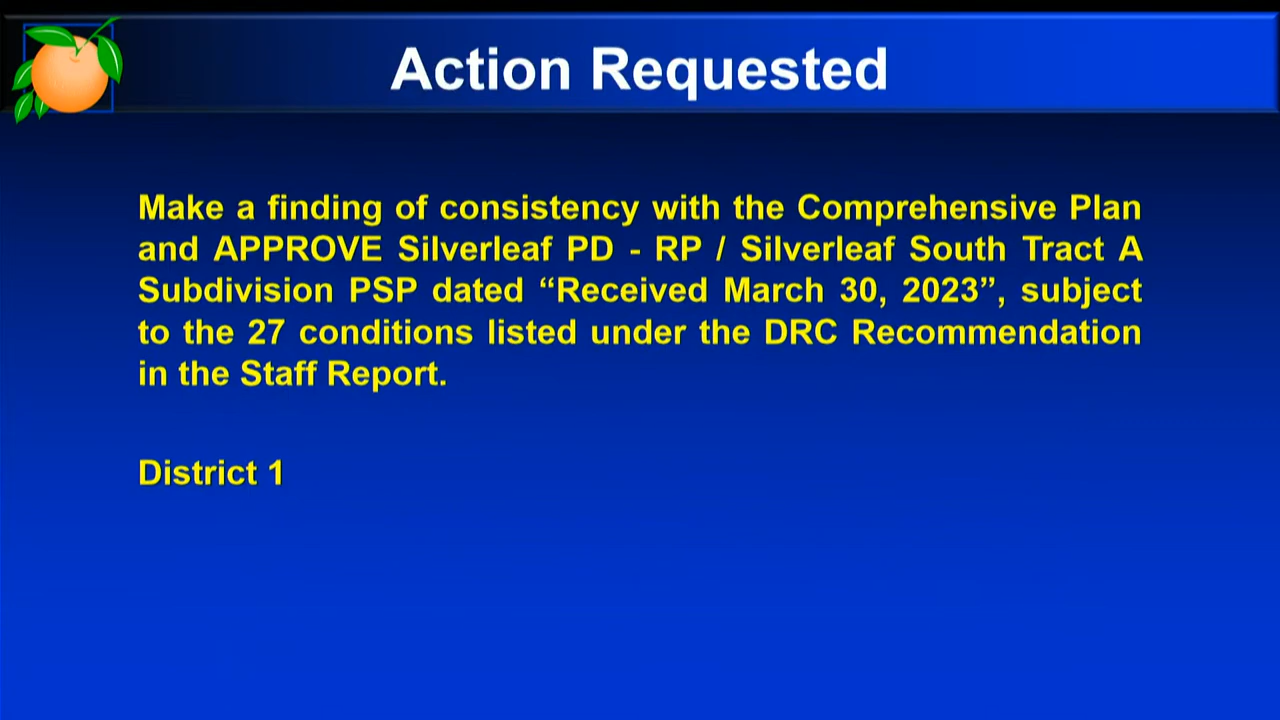 Action Requested
Make a finding of consistency with the Comprehensive Plan
and APPROVE Silverleaf PD - RP / Silverleaf South Tract A
Subdivision PSP dated “Received March 30, 2023”, subject
to the 27 conditions listed under the DRC Recommendation
in the Staff Report.
District 1